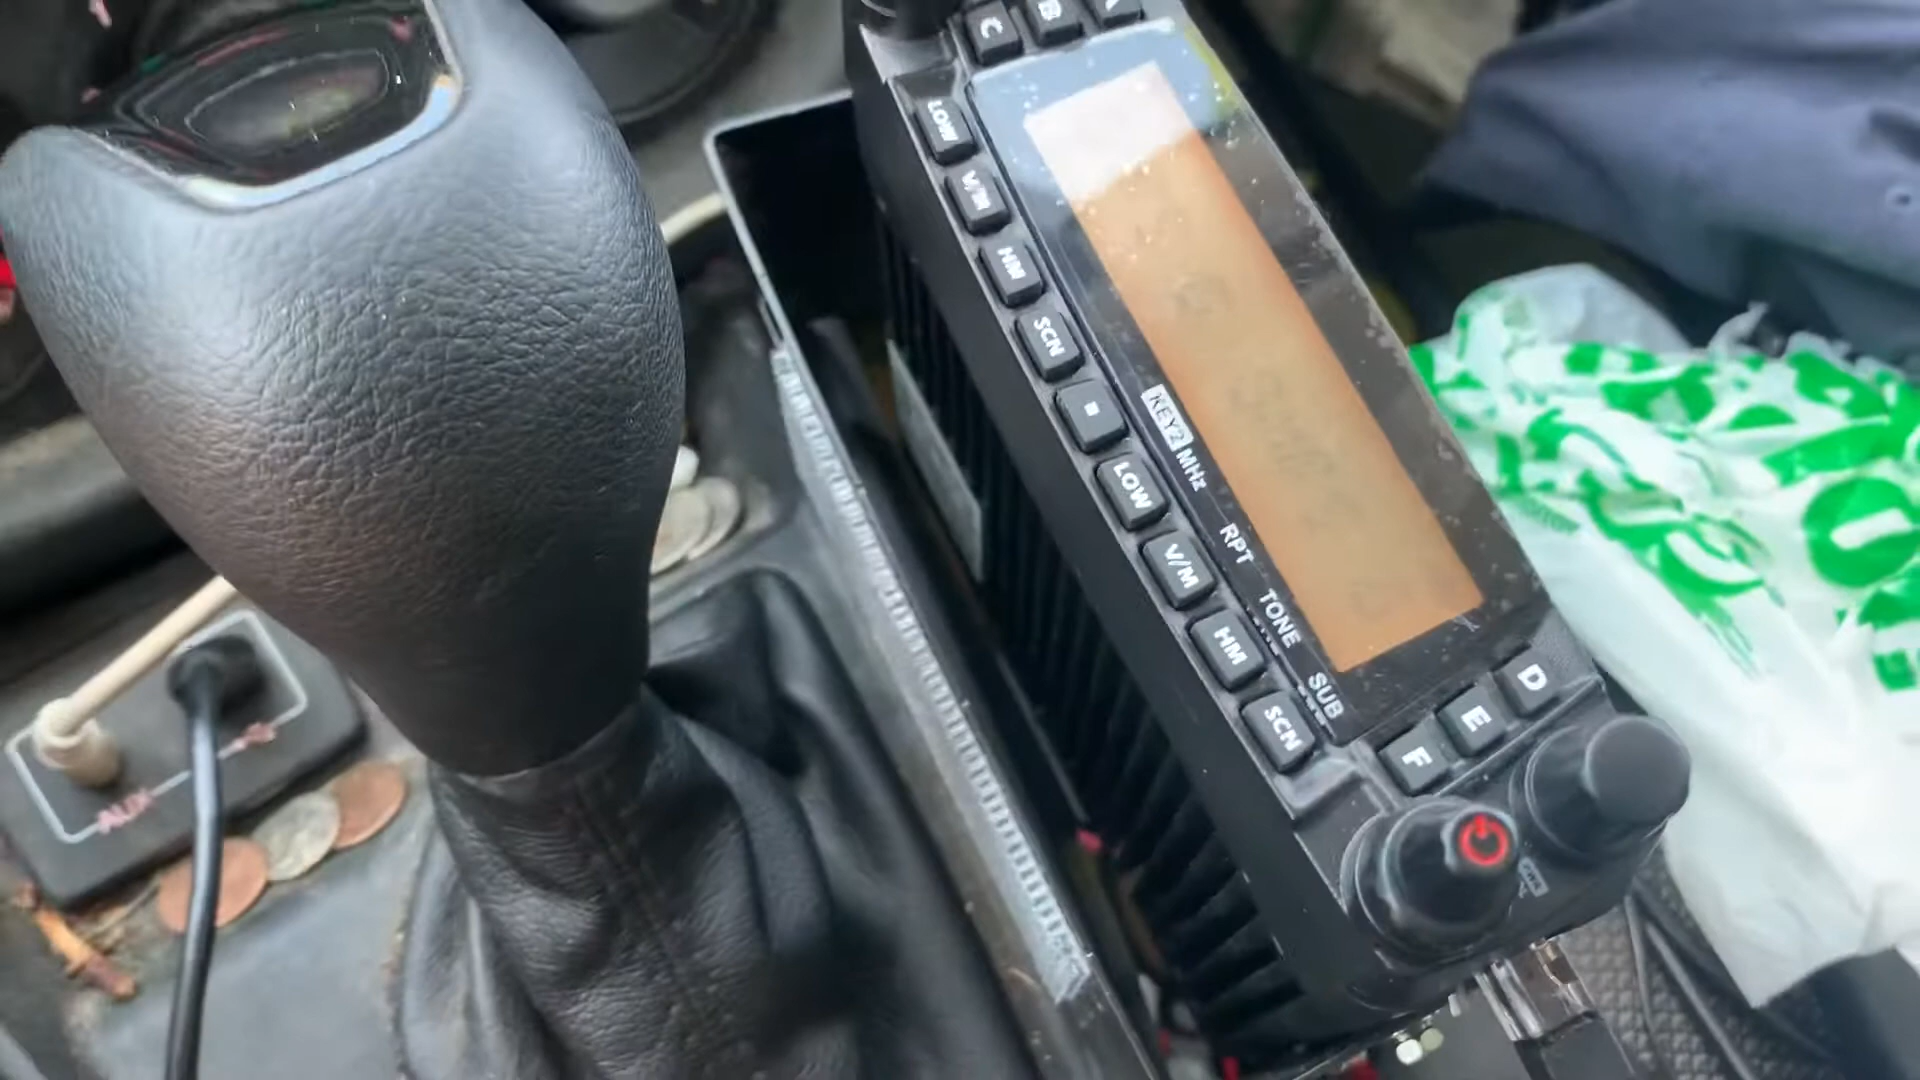 C
B
A
LOW
V/M
HM
SCN
LOW
V/M
HM
SCN
KEY2
MHz
RPT
TONE
SUB
D
E
F
AUX